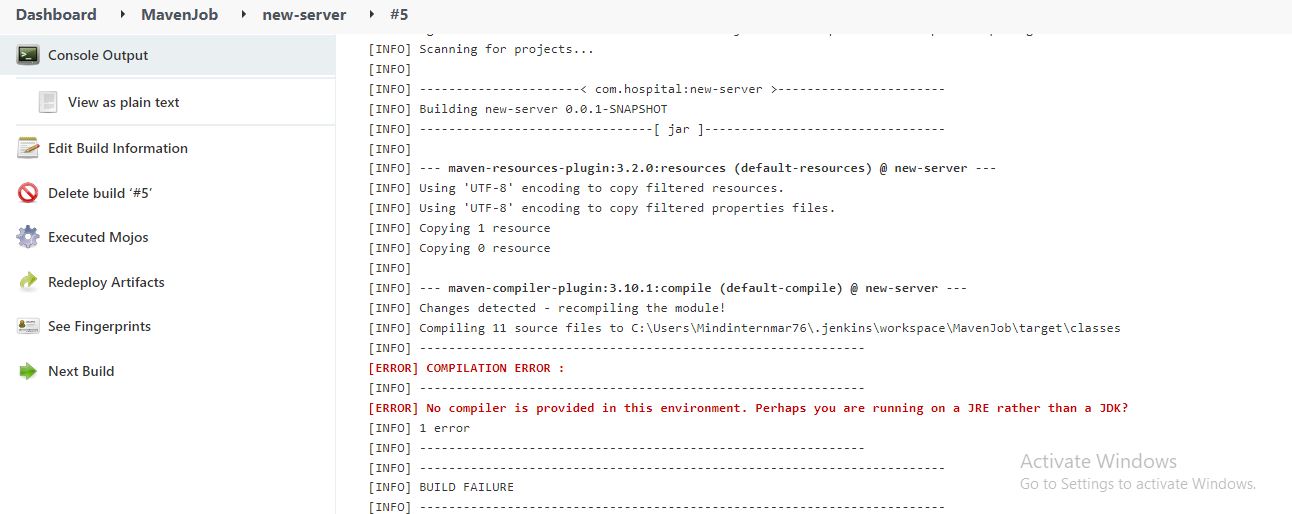 Dashboard MavenJob new-server #5
Console Output
View as plain text
Edit Build Information
Delete build ‘#5’
Executed Mojos
Redeploy Artifacts
See Fingerprints
Next Build
[INFO] Scanning for projects...
[INFO]
[INFO] ----------------------< com.hospital:new-server >-----------------------
[INFO] Building new-server 0.0.1-SNAPSHOT
[INFO] --------------------------------[ jar ]---------------------------------
[INFO]
[INFO] --- maven-resources-plugin:3.2.0:resources (default-resources) @ new-server ---
[INFO] Using 'UTF-8' encoding to copy filtered resources.
[INFO] Using 'UTF-8' encoding to copy filtered properties files.
[INFO] Copying 1 resource
[INFO] Copying 0 resource
[INFO]
[INFO] --- maven-compiler-plugin:3.10.1:compile (default-compile) @ new-server ---
[INFO] Changes detected - recompiling the module!
[INFO] Compiling 11 source files to C:\Users\Mindinternmar76\.jenkins\workspace\MavenJob\target\classes
[INFO] -------------------------------------------------------------
[ERROR] COMPILATION ERROR :
[INFO] -------------------------------------------------------------
[ERROR] No compiler is provided in this environment. Perhaps you are running on a JRE rather than a JDK?
[INFO] 1 error
[INFO] -------------------------------------------------------------
[INFO] ------------------------------------------------------------------------
[INFO] BUILD FAILURE
[INFO] ------------------------------------------------------------------------
Activate Windows
Go to Settings to activate Windows.